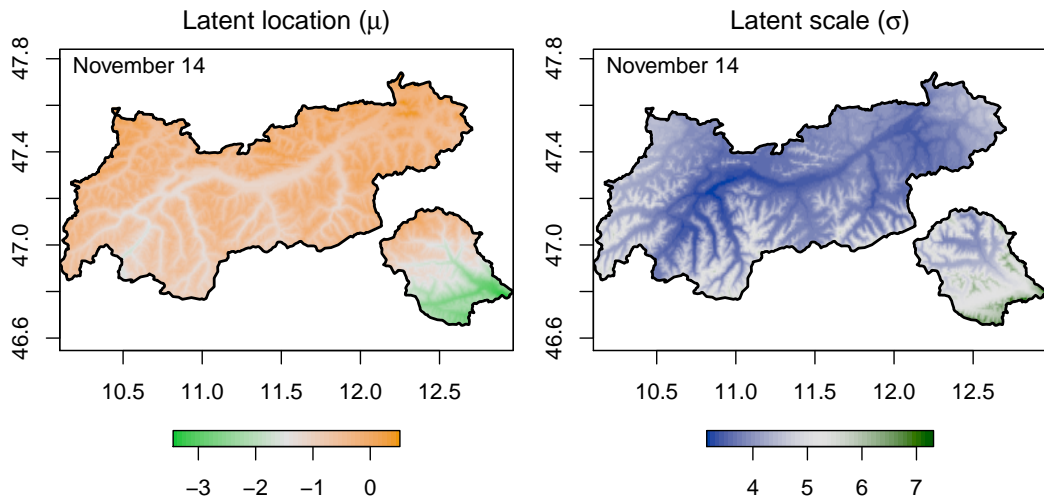 Latent location (μ)
Latent scale (σ)
November 14
November 14
47.8
47.4
47.0
46.6
47.8
47.4
47.0
46.6
10.5 11.0 11.5 12.0 12.5
10.5 11.0 11.5 12.0 12.5
−3 −2 −1 0
4 5 6 7